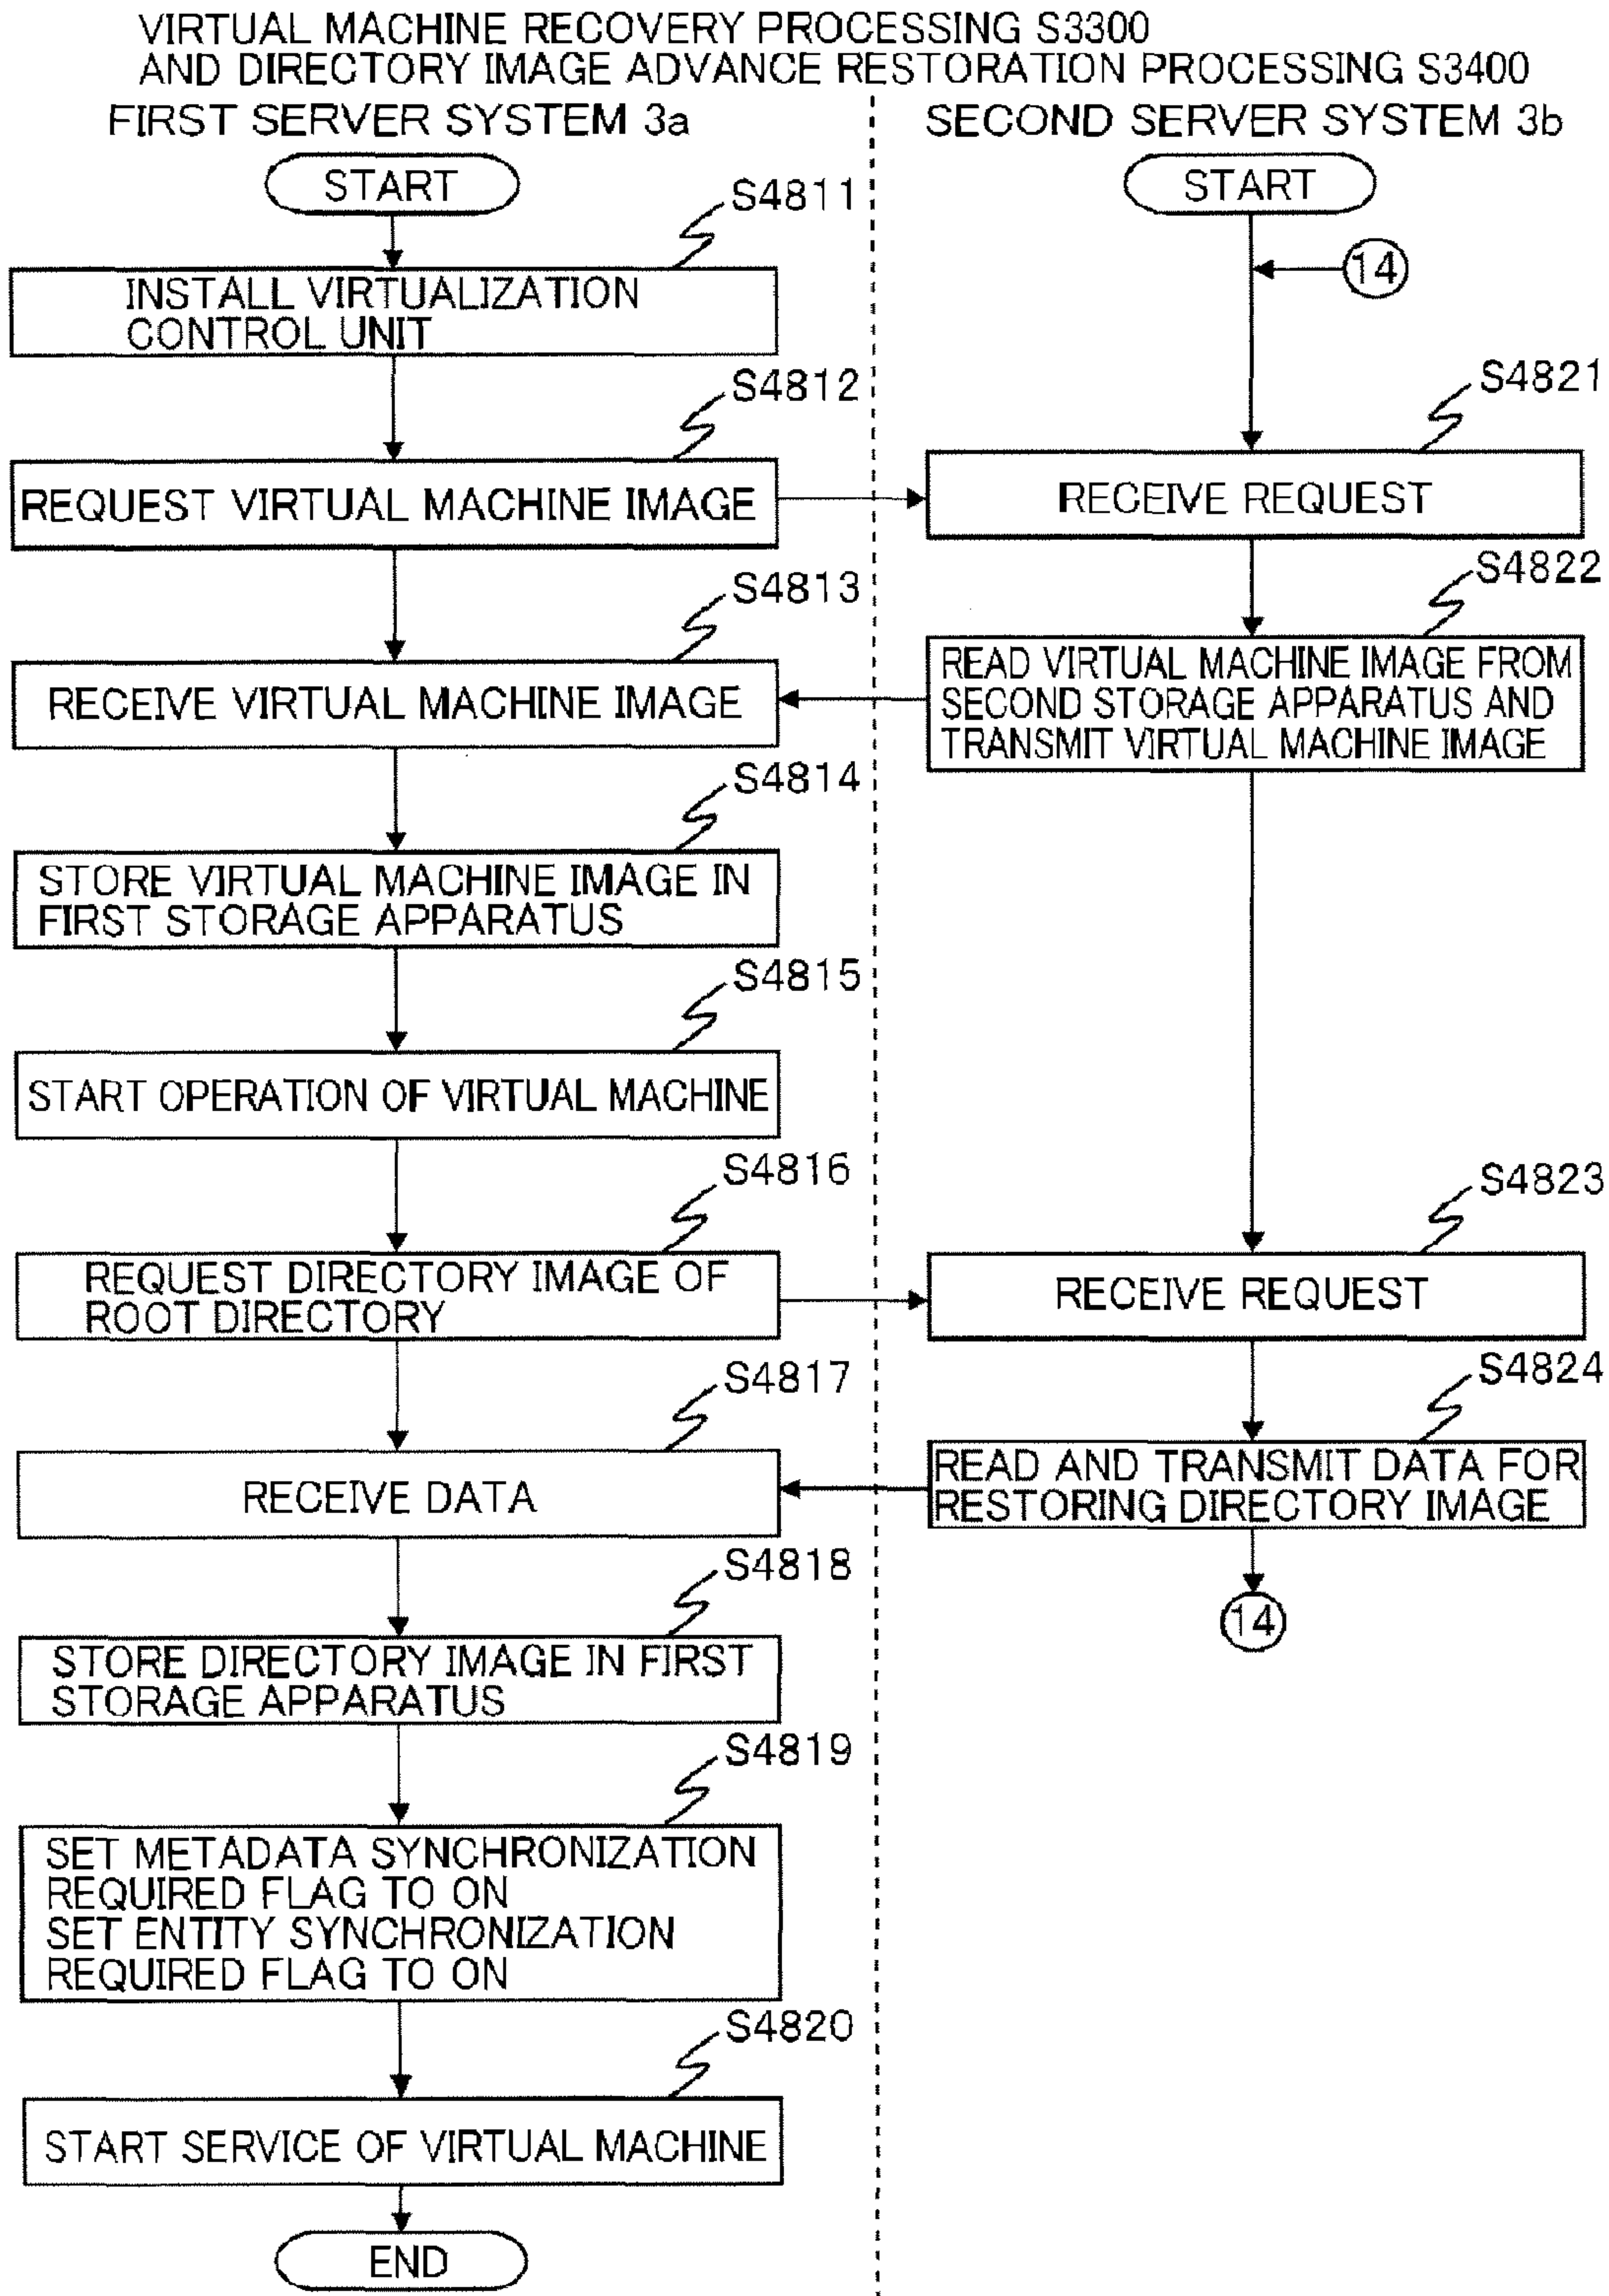 VIRTUAL MACHINE RECOVERY PROCESSING S3300
AND DIRECTORY IMAGE ADVANCE RESTORATION PROCESSING S3400
FIRST SERVER SYSTEM 3a
SECOND SERVER SYSTEM 3b
START
START
S4811
14
INSTALL VIRTUALIZATION
CONTROL UNIT
S4812
S4821
REQUEST VIRTUAL MACHINE IMAGE
RECEIVE REQUEST
S4813
S4822
RECEIVE VIRTUAL MACHINE IMAGE
READ VIRTUAL MACHINE IMAGE FROM
SECOND STORAGE APPARATUS AND
TRANSMIT VIRTUAL MACHINE IMAGE
S4814
STORE VIRTUAL MACHINE IMAGE IN
FIRST STORAGE APPARATUS
S4815
START OPERATION OF VIRTUAL MACHINE
S4816
S4823
REQUEST DIRECTORY IMAGE OF
ROOT DIRECTORY
RECEIVE REQUEST
S4817
S4824
RECEIVE DATA
READ AND TRANSMIT DATA FOR
RESTORING DIRECTORY IMAGE
S4818
14
STORE DIRECTORY IMAGE IN FIRST
STORAGE APPARATUS
S4819
SET METADATA SYNCHRONIZATION
REQUIRED FLAG TO ON
SET ENTITY SYNCHRONIZATION
REQUIRED FLAG TO ON
S4820
START SERVICE OF VIRTUAL MACHINE
END